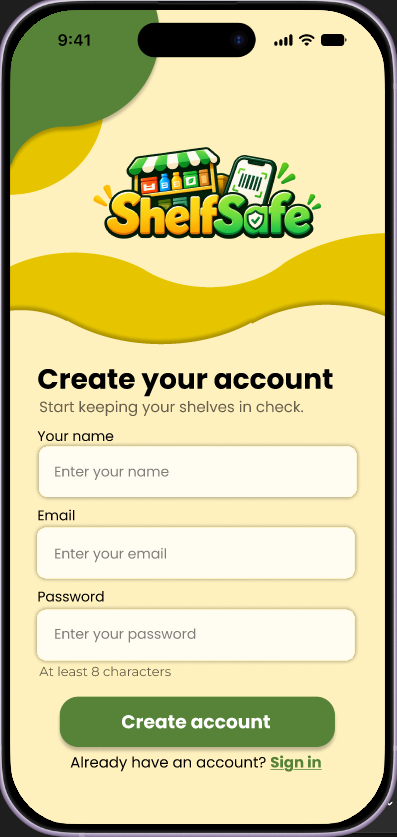 9:41
ShelfSafe
Create your account
Start keeping your shelves in check.
Your name
Enter your name
Email
Enter your email
Password
Enter your password
At least 8 characters
Create account
Already have an account? Sign in